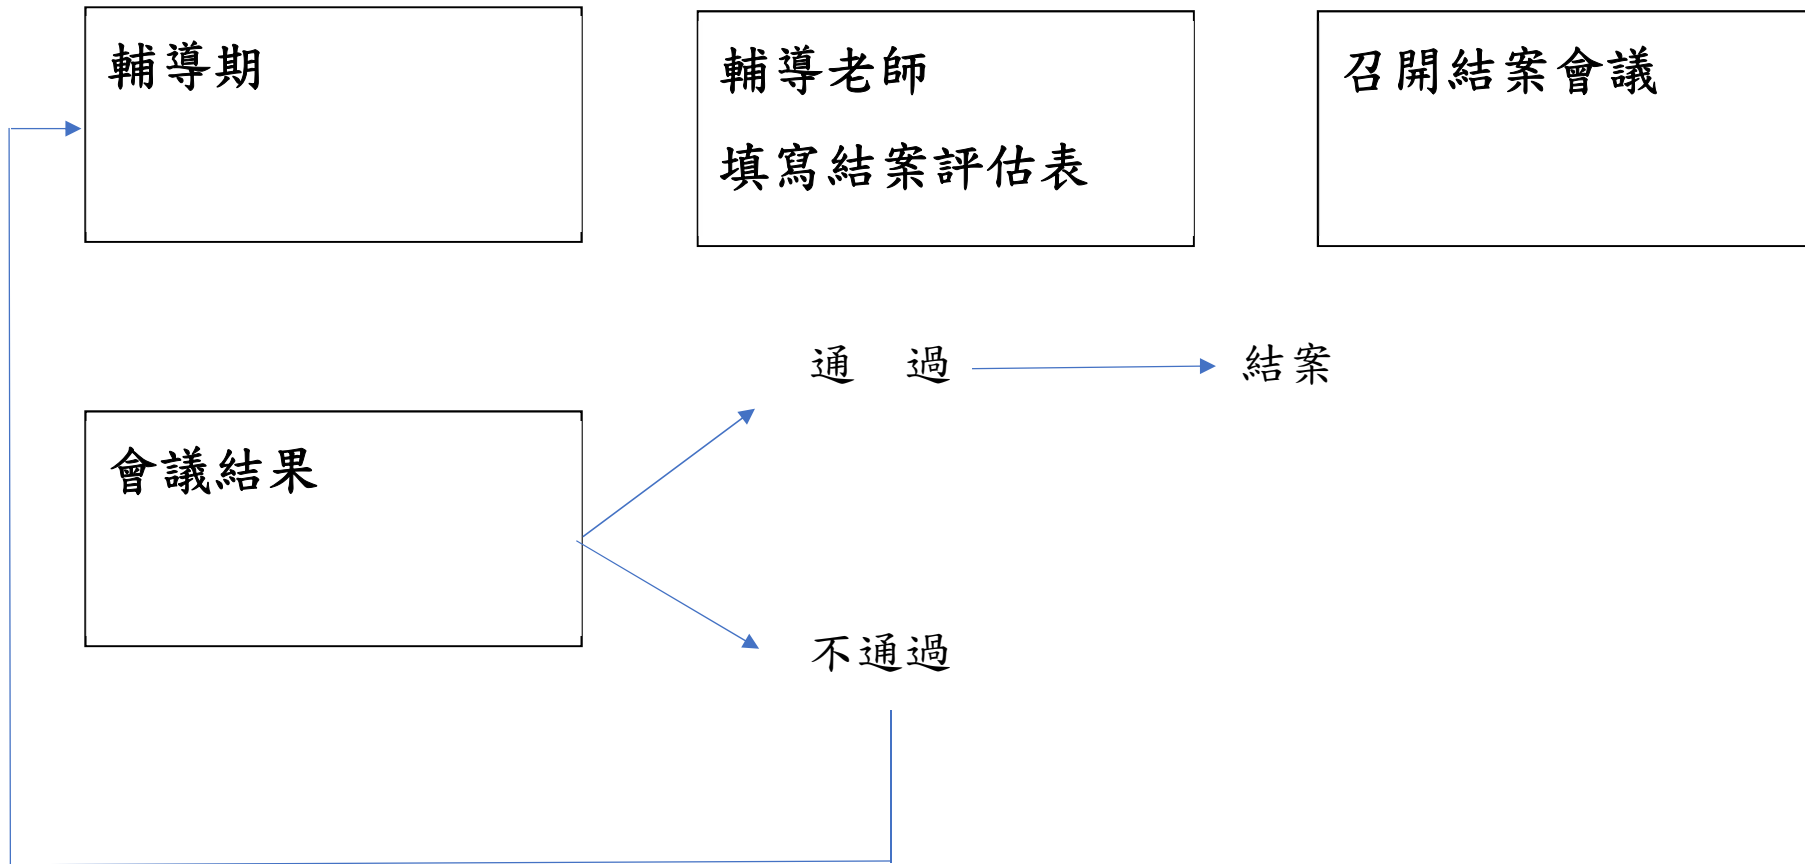 輔導期
輔導老師
填寫結案評估表
召開結案會議
通　過
結案
會議結果
不通過